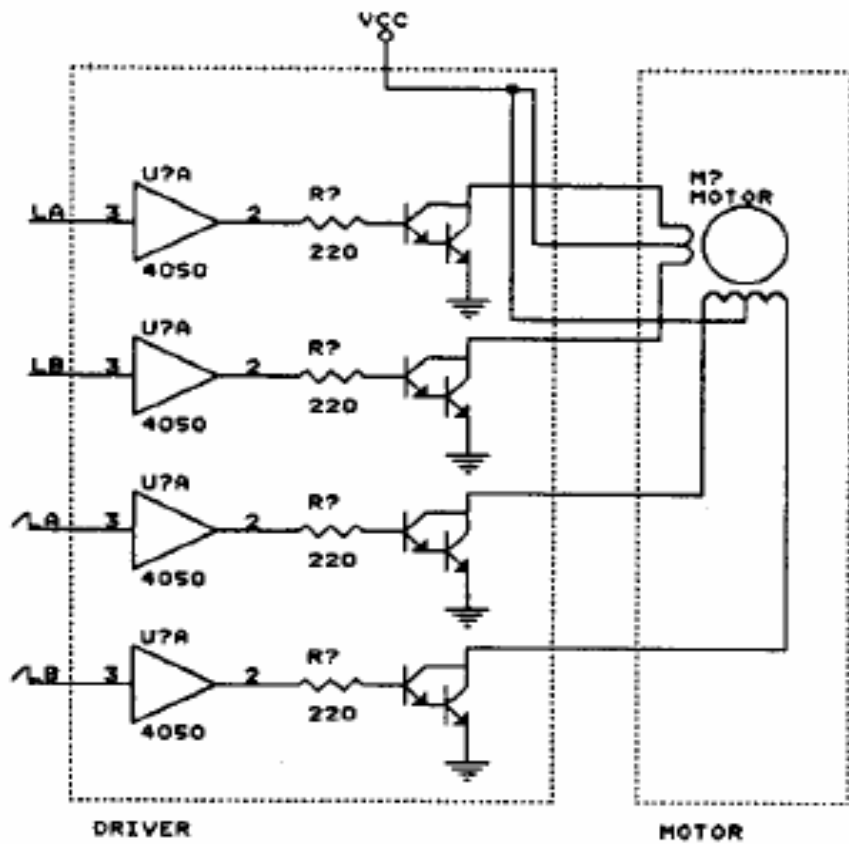 VCC
U?A
R?
M?
MOTOR
LA 3 2
4050
220
U?A
R?
LB 3 2
4050
220
U?A
R?
/LA 3 2
4050
220
U?A
R?
/LB 3 2
4050
220
DRIVER
MOTOR